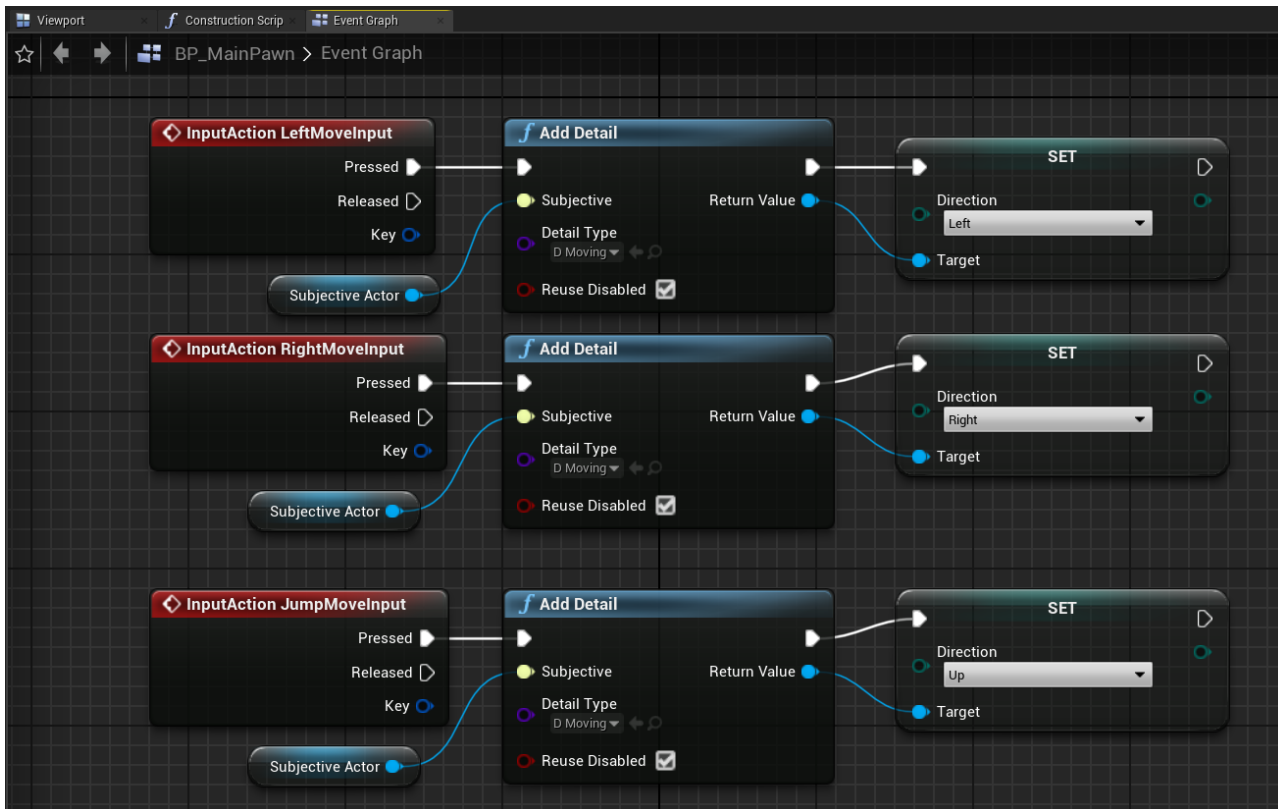 Viewport
f Construction Scrip
Event Graph
BP_MainPawn > Event Graph
InputAction LeftMoveInput
Pressed
Released
Key
Subjective Actor
f Add Detail
Subjective
Return Value
Detail Type
D Moving
Reuse Disabled
SET
Direction
Left
Target
InputAction RightMoveInput
Pressed
Released
Key
Subjective Actor
f Add Detail
Subjective
Return Value
Detail Type
D Moving
Reuse Disabled
SET
Direction
Right
Target
InputAction JumpMoveInput
Pressed
Released
Key
Subjective Actor
f Add Detail
Subjective
Return Value
Detail Type
D Moving
Reuse Disabled
SET
Direction
Up
Target